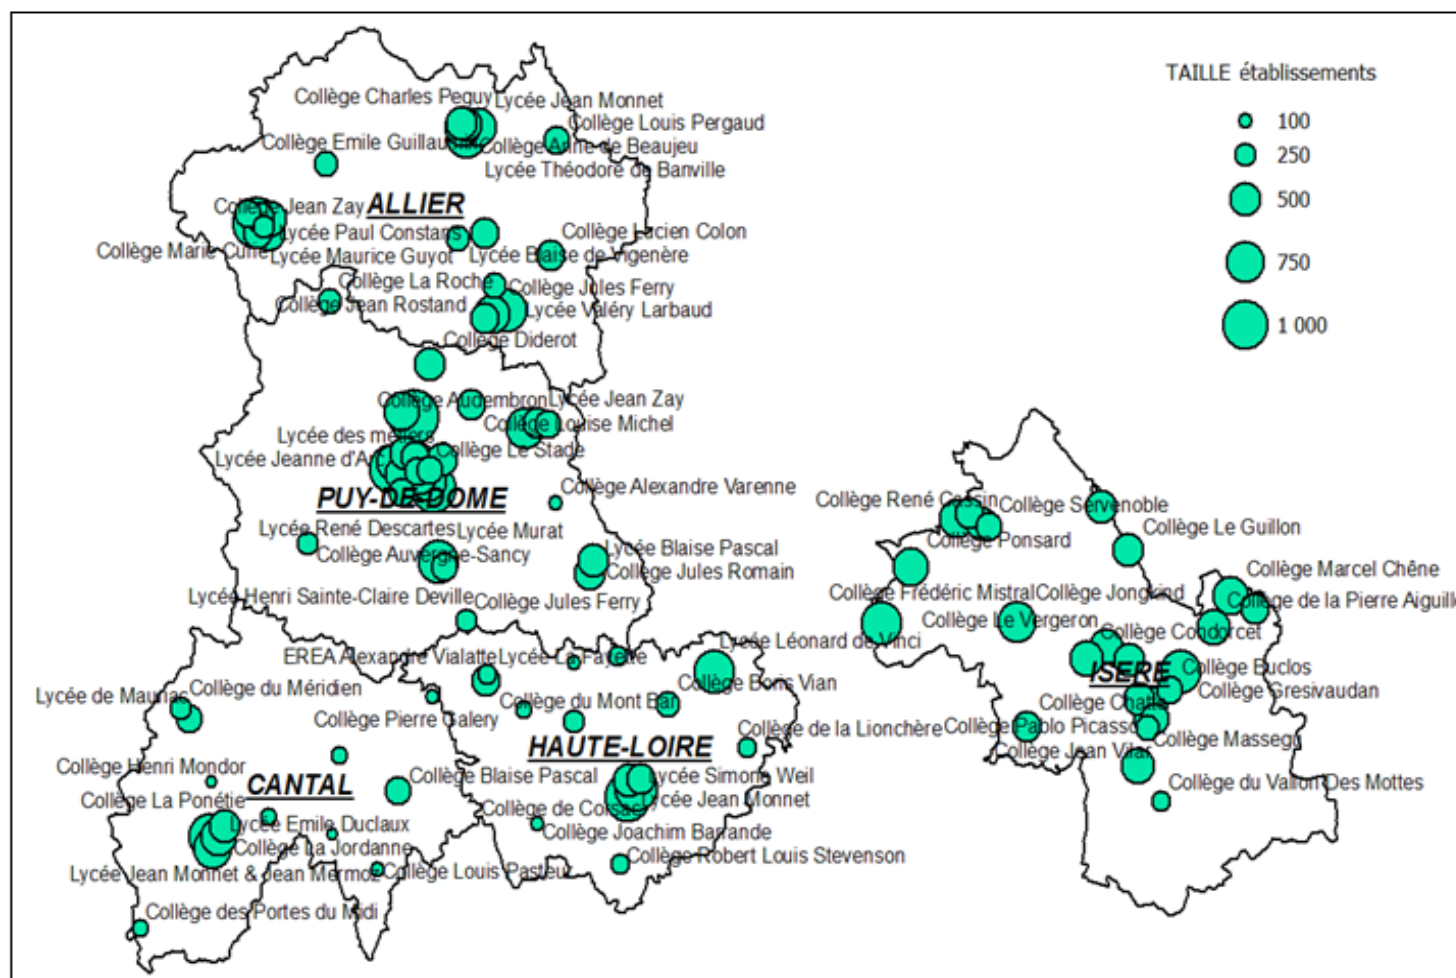 TAILLE établissements
100
250
500
750
1 000
Collège Charles Peguy
Lycée Jean Monnet
Collège Louis Pergaud
Collège Emile Guillaumin
Collège Anne de Beaujeu
Lycée Théodore de Banville
ALLIER
Collège Jean Zay
Lycée Paul Constans
Collège Lucien Colon
Collège Marie Curie
Lycée Maurice Guyot
Lycée Blaise de Vigenère
Collège La Roche
Collège Jules Ferry
Collège Jean Rostand
Lycée Valéry Larbaud
Collège Diderot
Collège Audembron
Lycée Jean Zay
Collège Louise Michel
Lycée des métiers
Collège Le Stade
Lycée Jeanne d'Arc
PUY-DE-DOME
Collège Alexandre Varenne
Lycée René Descartes
Lycée Murat
Collège Auvergne-Sancy
Lycée Blaise Pascal
Collège Jules Romain
Lycée Henri Sainte-Claire Deville
Collège Jules Ferry
EREA Alexandre Vialatte
Lycée La Fayette
Lycée Léonard de Vinci
Lycée de Mauriac
Collège du Méridien
Collège Boris Vian
Collège du Mont Bar
Collège Pierre Galery
Collège de la Lionchère
HAUTE-LOIRE
Collège Henri Mondor
CANTAL
Collège Blaise Pascal
Lycée Simone Weil
Collège La Ponétie
Collège de Corsac
Lycée Jean Monnet
Lycée Emile Duclaux
Collège Joachim Barrande
Collège La Jordanne
Collège Robert Louis Stevenson
Lycée Jean Monnet & Jean Mermoz
Collège Louis Pasteur
Collège des Portes du Midi
Collège René Cassin
Collège Servenoble
Collège Le Guillon
Collège Ponsard
Collège Marcel Chêne
Collège Frédéric Mistral
Collège Jongkind
Collège de la Pierre Aiguille
Collège Le Vergeron
Collège Condorcet
ISERE
Collège Buclos
Collège Gresivaudan
Collège Chatte
Collège Pablo Picasso
Collège Massegu
Collège Jean Vilar
Collège du Vallon Des Mottes